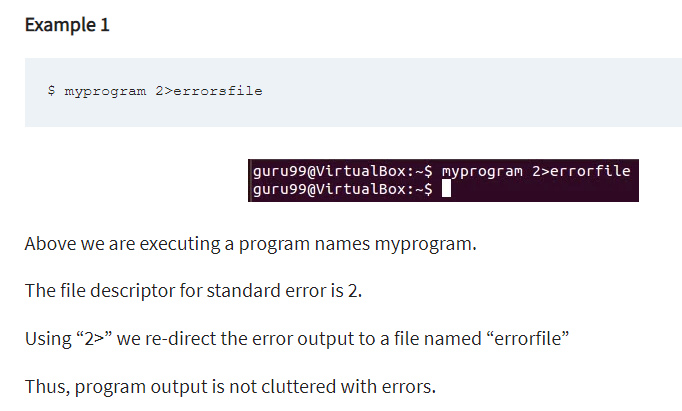 Example 1
$ myprogram 2>errorsfile
guru99@VirtualBox:~$ myprogram 2>errorfile
guru99@VirtualBox:~$
Above we are executing a program names myprogram.
The file descriptor for standard error is 2.
Using “2>” we re-direct the error output to a file named “errorfile”
Thus, program output is not cluttered with errors.